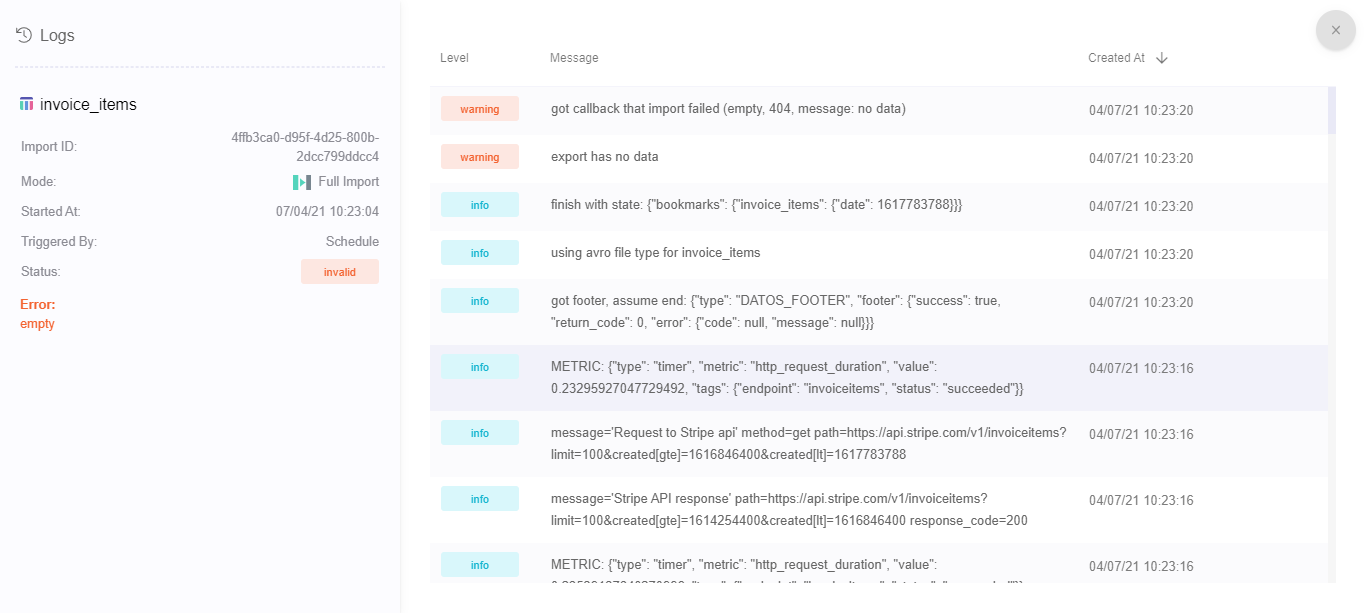 Logs
invoice_items
Import ID:
4ffb3ca0-d95f-4d25-800b-
2dcc799ddcc4
Mode:
Full Import
Started At:
07/04/21 10:23:04
Triggered By:
Schedule
Status:
invalid
Error:
empty
Level
Message
Created At
warning
got callback that import failed (empty, 404, message: no data)
04/07/21 10:23:20
warning
export has no data
04/07/21 10:23:20
info
finish with state: {"bookmarks": {"invoice_items": {"date": 1617783788}}}
04/07/21 10:23:20
info
using avro file type for invoice_items
04/07/21 10:23:20
info
got footer, assume end: {"type": "DATOS_FOOTER", "footer": {"success": true,
"return_code": 0, "error": {"code": null, "message": null}}}
04/07/21 10:23:20
info
METRIC: {"type": "timer", "metric": "http_request_duration", "value":
0.23295927047729492, "tags": {"endpoint": "invoiceitems", "status": "succeeded"}}
04/07/21 10:23:16
info
message='Request to Stripe api' method=get path=https://api.stripe.com/v1/invoiceitems?
limit=100&created[gte]=1616846400&created[lt]=1617783788
04/07/21 10:23:16
info
message='Stripe API response' path=https://api.stripe.com/v1/invoiceitems?
limit=100&created[gte]=1614254400&created[lt]=1616846400 response_code=200
04/07/21 10:23:16
info
METRIC: {"type": "timer", "metric": "http_request_duration", "value":
04/07/21 10:23:16